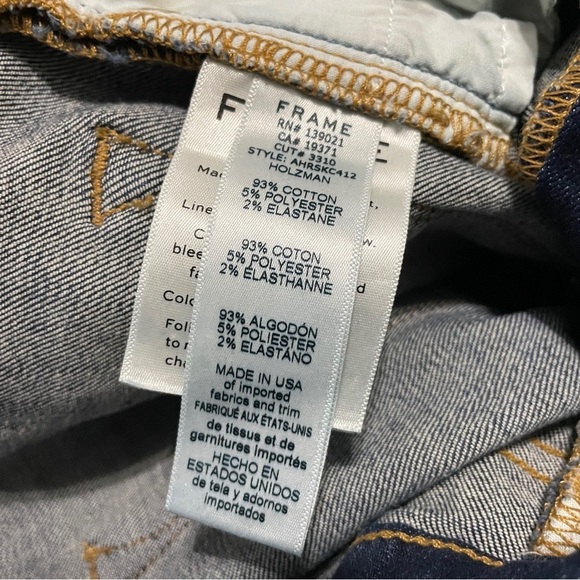 FRAME
RN# 139021
CA# 19371
CUT# 3310
STYLE: AHRSKC412
HOLZMAN
93% COTTON
5% POLYESTER
2% ELASTANE
93% COTON
5% POLYESTER
2% ÉLASTHANNE
93% ALGODÓN
5% POLIESTER
2% ELASTANO
MADE IN USA
of imported
fabrics and trim
FABRIQUÉ AUX ÉTATS-UNIS
de tissus et de
garnitures importés
HECHO EN
ESTADOS UNIDOS
de tela y adornos
importados